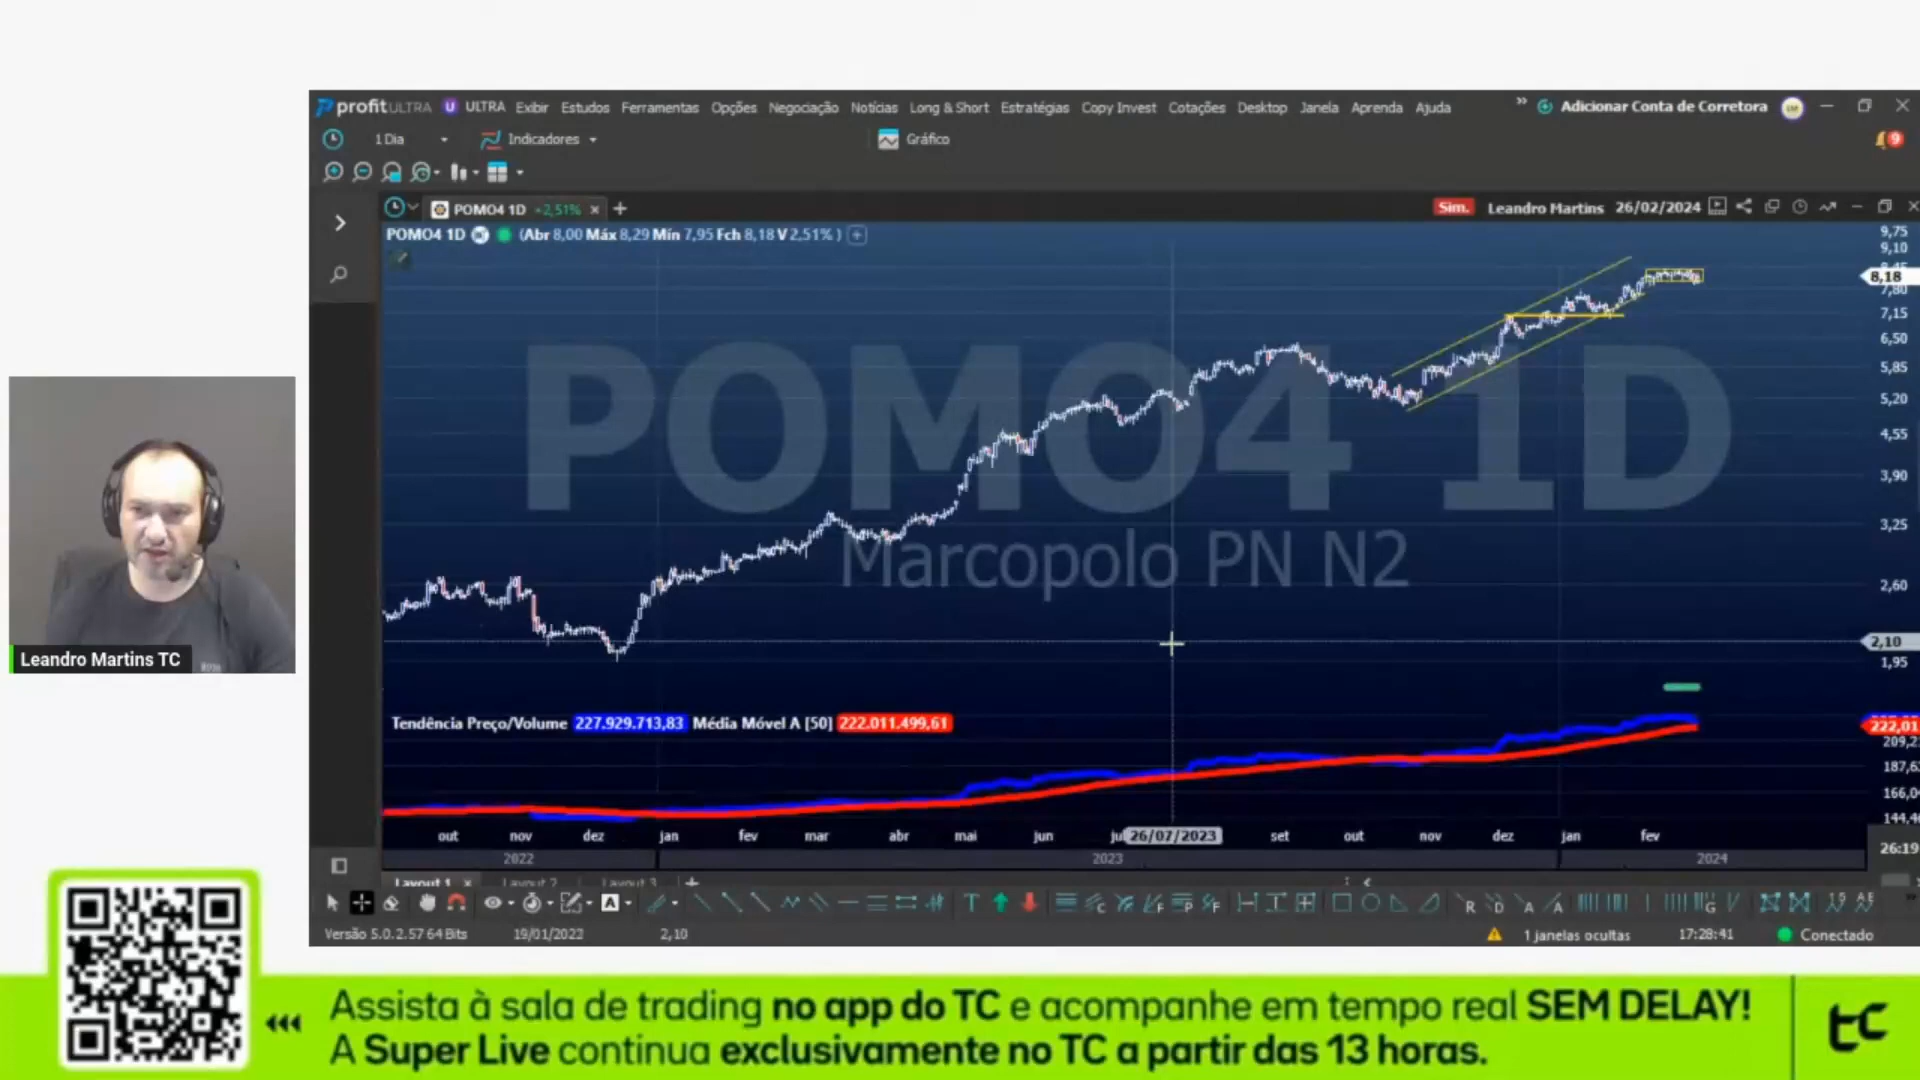 profit ULTRA U ULTRA Exibir Estudos Ferramentas Opções Negociação Notícias Long & Short Estratégias Copy Invest Cotações Desktop Janela Aprenda Ajuda » Adicionar Conta de Corretora
1 Dia Indicadores Gráfico 9
POMO4 1D +2,51% × + Sim. Leandro Martins 26/02/2024
POMO4 1D (Abr 8,00 Máx 8,29 Mín 7,95 Fch 8,18 V 2,51% )
9,75
9,10
8,18
7,80
7,15
6,50
5,85
5,20
4,55
3,90
3,25
2,60
2,10
1,95
POMO4 1D
Marcopolo PN N2
Leandro Martins TC
Tendência Preço/Volume 227.929.713,83 Média Móvel A [50] 222.011.499,61
222,01
187,6
166,0
out nov dez jan fev mar abr mai jun 26/07/2023 set out nov dez jan fev
26:19
2022 2023 2024
Layout 1 Layout 2 Layout 3
Versão 5.0.2.57 64 Bits 19/01/2022 2,10 1 janelas ocultas 17:28:41 Conectado
Assista à sala de trading no app do TC e acompanhe em tempo real SEM DELAY!
A Super Live continua exclusivamente no TC a partir das 13 horas.
tc